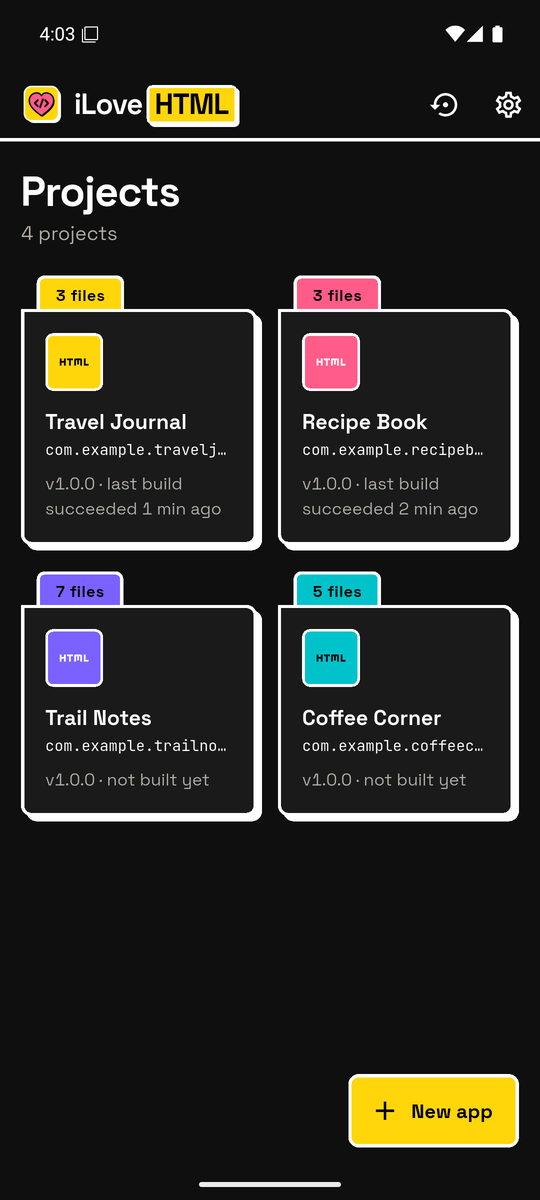 4:03
iLove HTML
Projects
4 projects
3 files
3 files
HTML
HTML
Travel Journal
Recipe Book
com.example.travelj…
com.example.recipeb…
v1.0.0 · last build
succeeded 1 min ago
v1.0.0 · last build
succeeded 2 min ago
7 files
5 files
HTML
HTML
Trail Notes
Coffee Corner
com.example.trailno…
com.example.coffeec…
v1.0.0 · not built yet
v1.0.0 · not built yet
+ New app